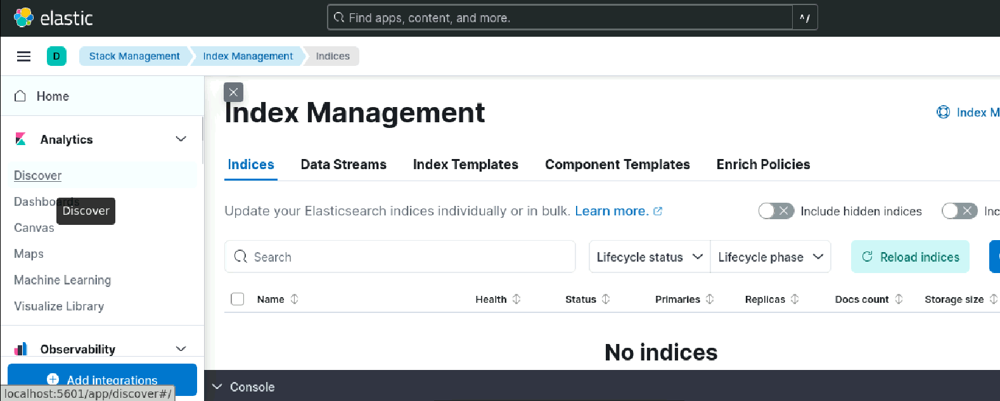 elastic
Find apps, content, and more.
^/
D
Stack Management
Index Management
Indices
Home
Analytics
Discover
Dashboards
Discover
Canvas
Maps
Machine Learning
Visualize Library
Observability
Add integrations
localhost:5601/app/discover#/
Index Management
Index M
Indices
Data Streams
Index Templates
Component Templates
Enrich Policies
Update your Elasticsearch indices individually or in bulk. Learn more.
Include hidden indices
Inc
Search
Lifecycle status
Lifecycle phase
Reload indices
Name
Health
Status
Primaries
Replicas
Docs count
Storage size
No indices
Console